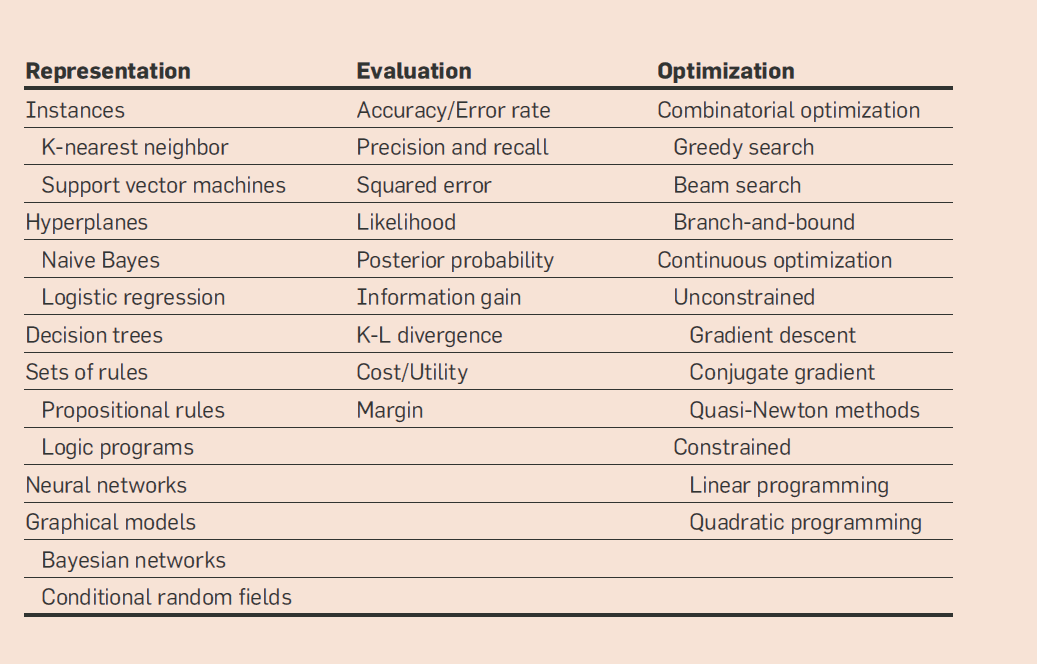 Representation Evaluation Optimization
Instances Accuracy/Error rate Combinatorial optimization
K-nearest neighbor Precision and recall Greedy search
Support vector machines Squared error Beam search
Hyperplanes Likelihood Branch-and-bound
Naive Bayes Posterior probability Continuous optimization
Logistic regression Information gain Unconstrained
Decision trees K-L divergence Gradient descent
Sets of rules Cost/Utility Conjugate gradient
Propositional rules Margin Quasi-Newton methods
Logic programs Constrained
Neural networks Linear programming
Graphical models Quadratic programming
Bayesian networks
Conditional random fields